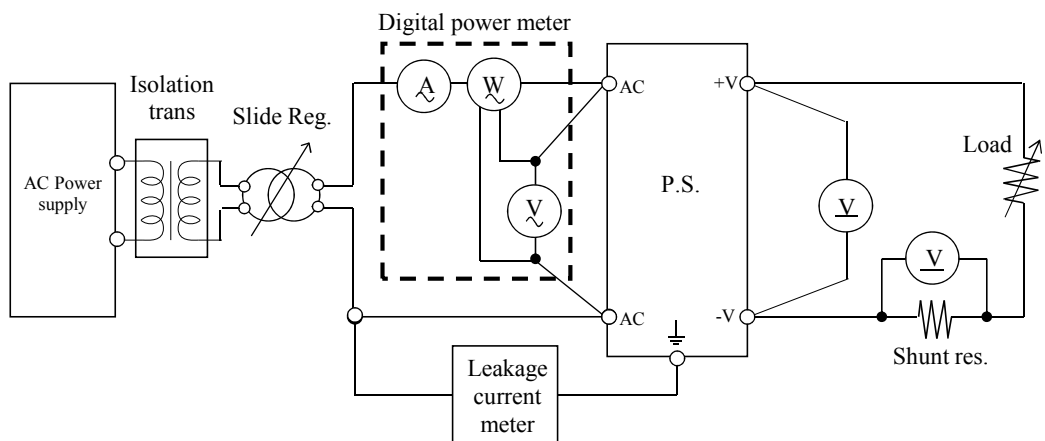 Digital power meter
Isolation
trans
Slide Reg.
AC Power
supply
A
W
V
AC
AC
P.S.
+V
-V
V
Load
V
Shunt res.
Leakage
current
meter